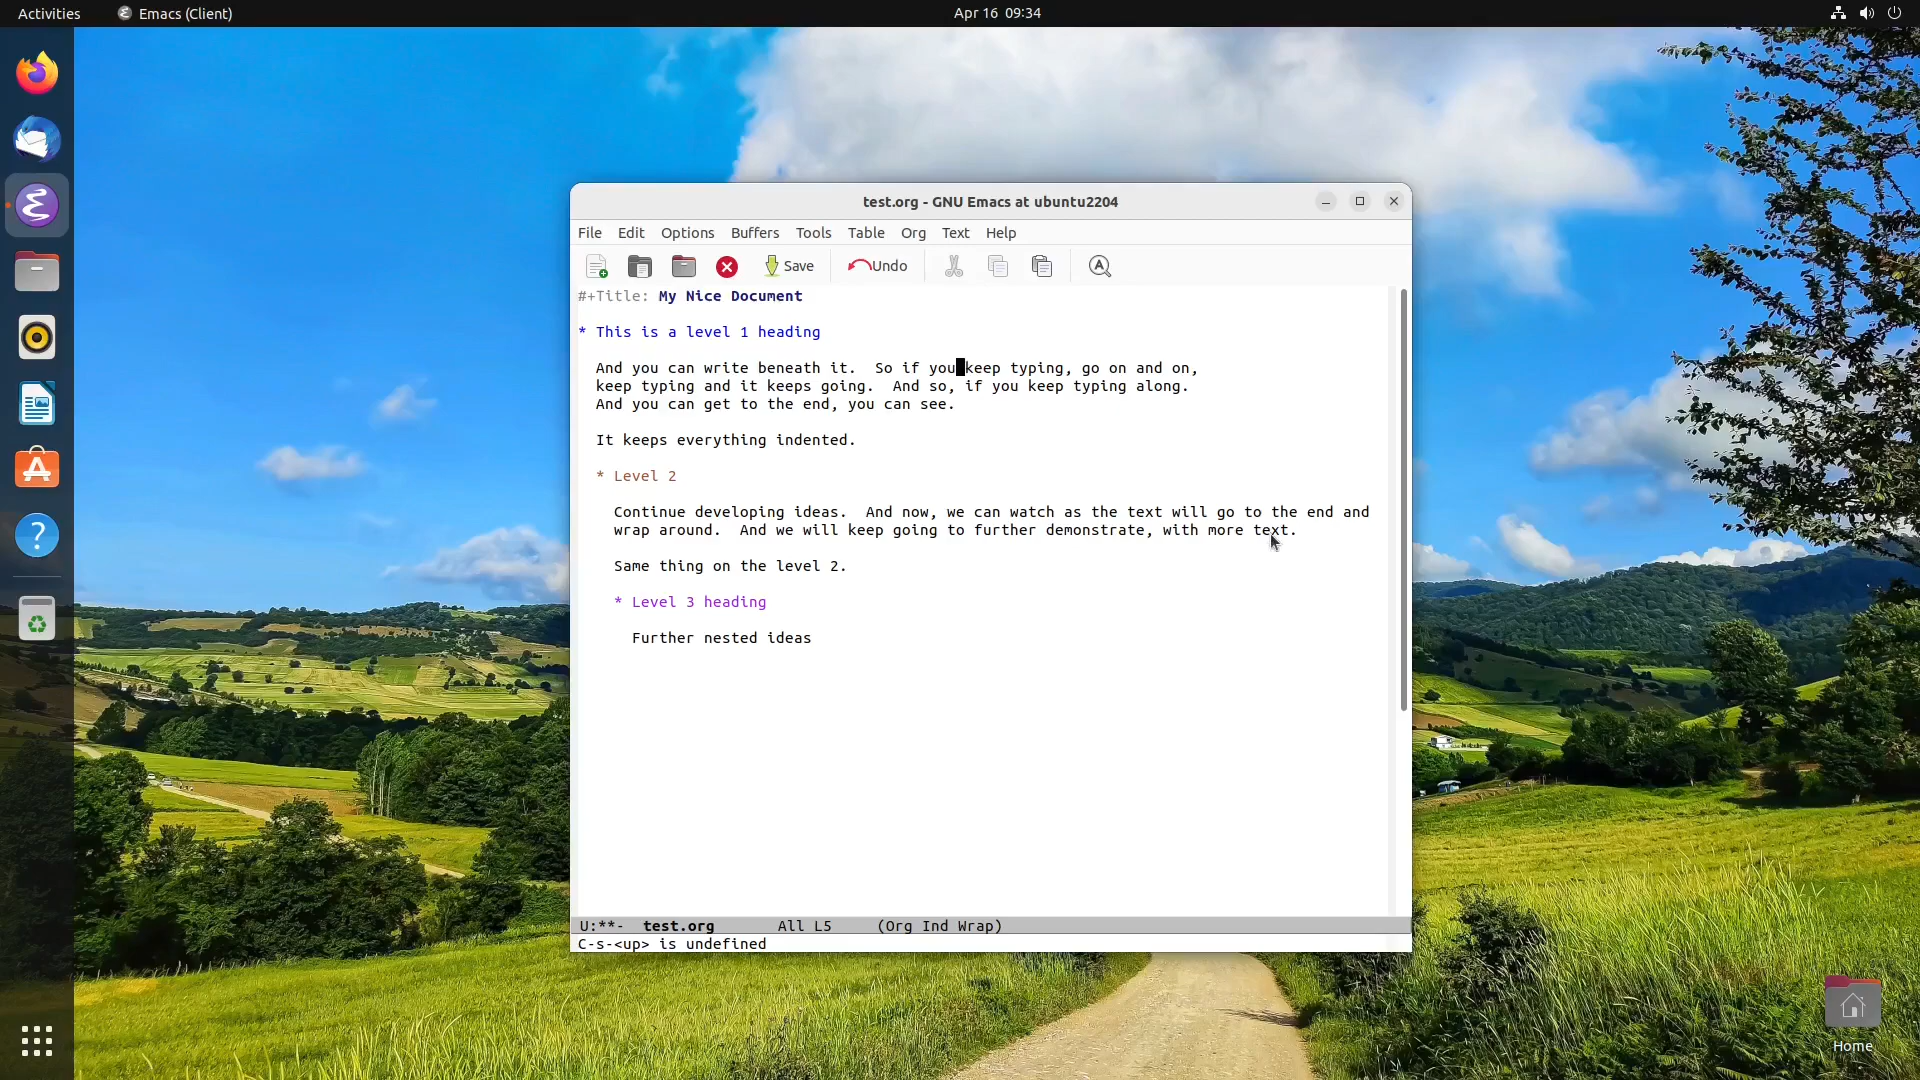 Activities Emacs (Client) Apr 16 09:34
test.org - GNU Emacs at ubuntu2204
File Edit Options Buffers Tools Table Org Text Help
Save Undo
#+Title: My Nice Document
* This is a level 1 heading
And you can write beneath it.  So if you keep typing, go on and on,
keep typing and it keeps going.  And so, if you keep typing along.
And you can get to the end, you can see.
It keeps everything indented.
* Level 2
Continue developing ideas.  And now, we can watch as the text will go to the end and
wrap around.  And we will keep going to further demonstrate, with more text.
Same thing on the level 2.
* Level 3 heading
Further nested ideas
U:**-  test.org       All L5     (Org Ind Wrap)
C-s-<up> is undefined
Home